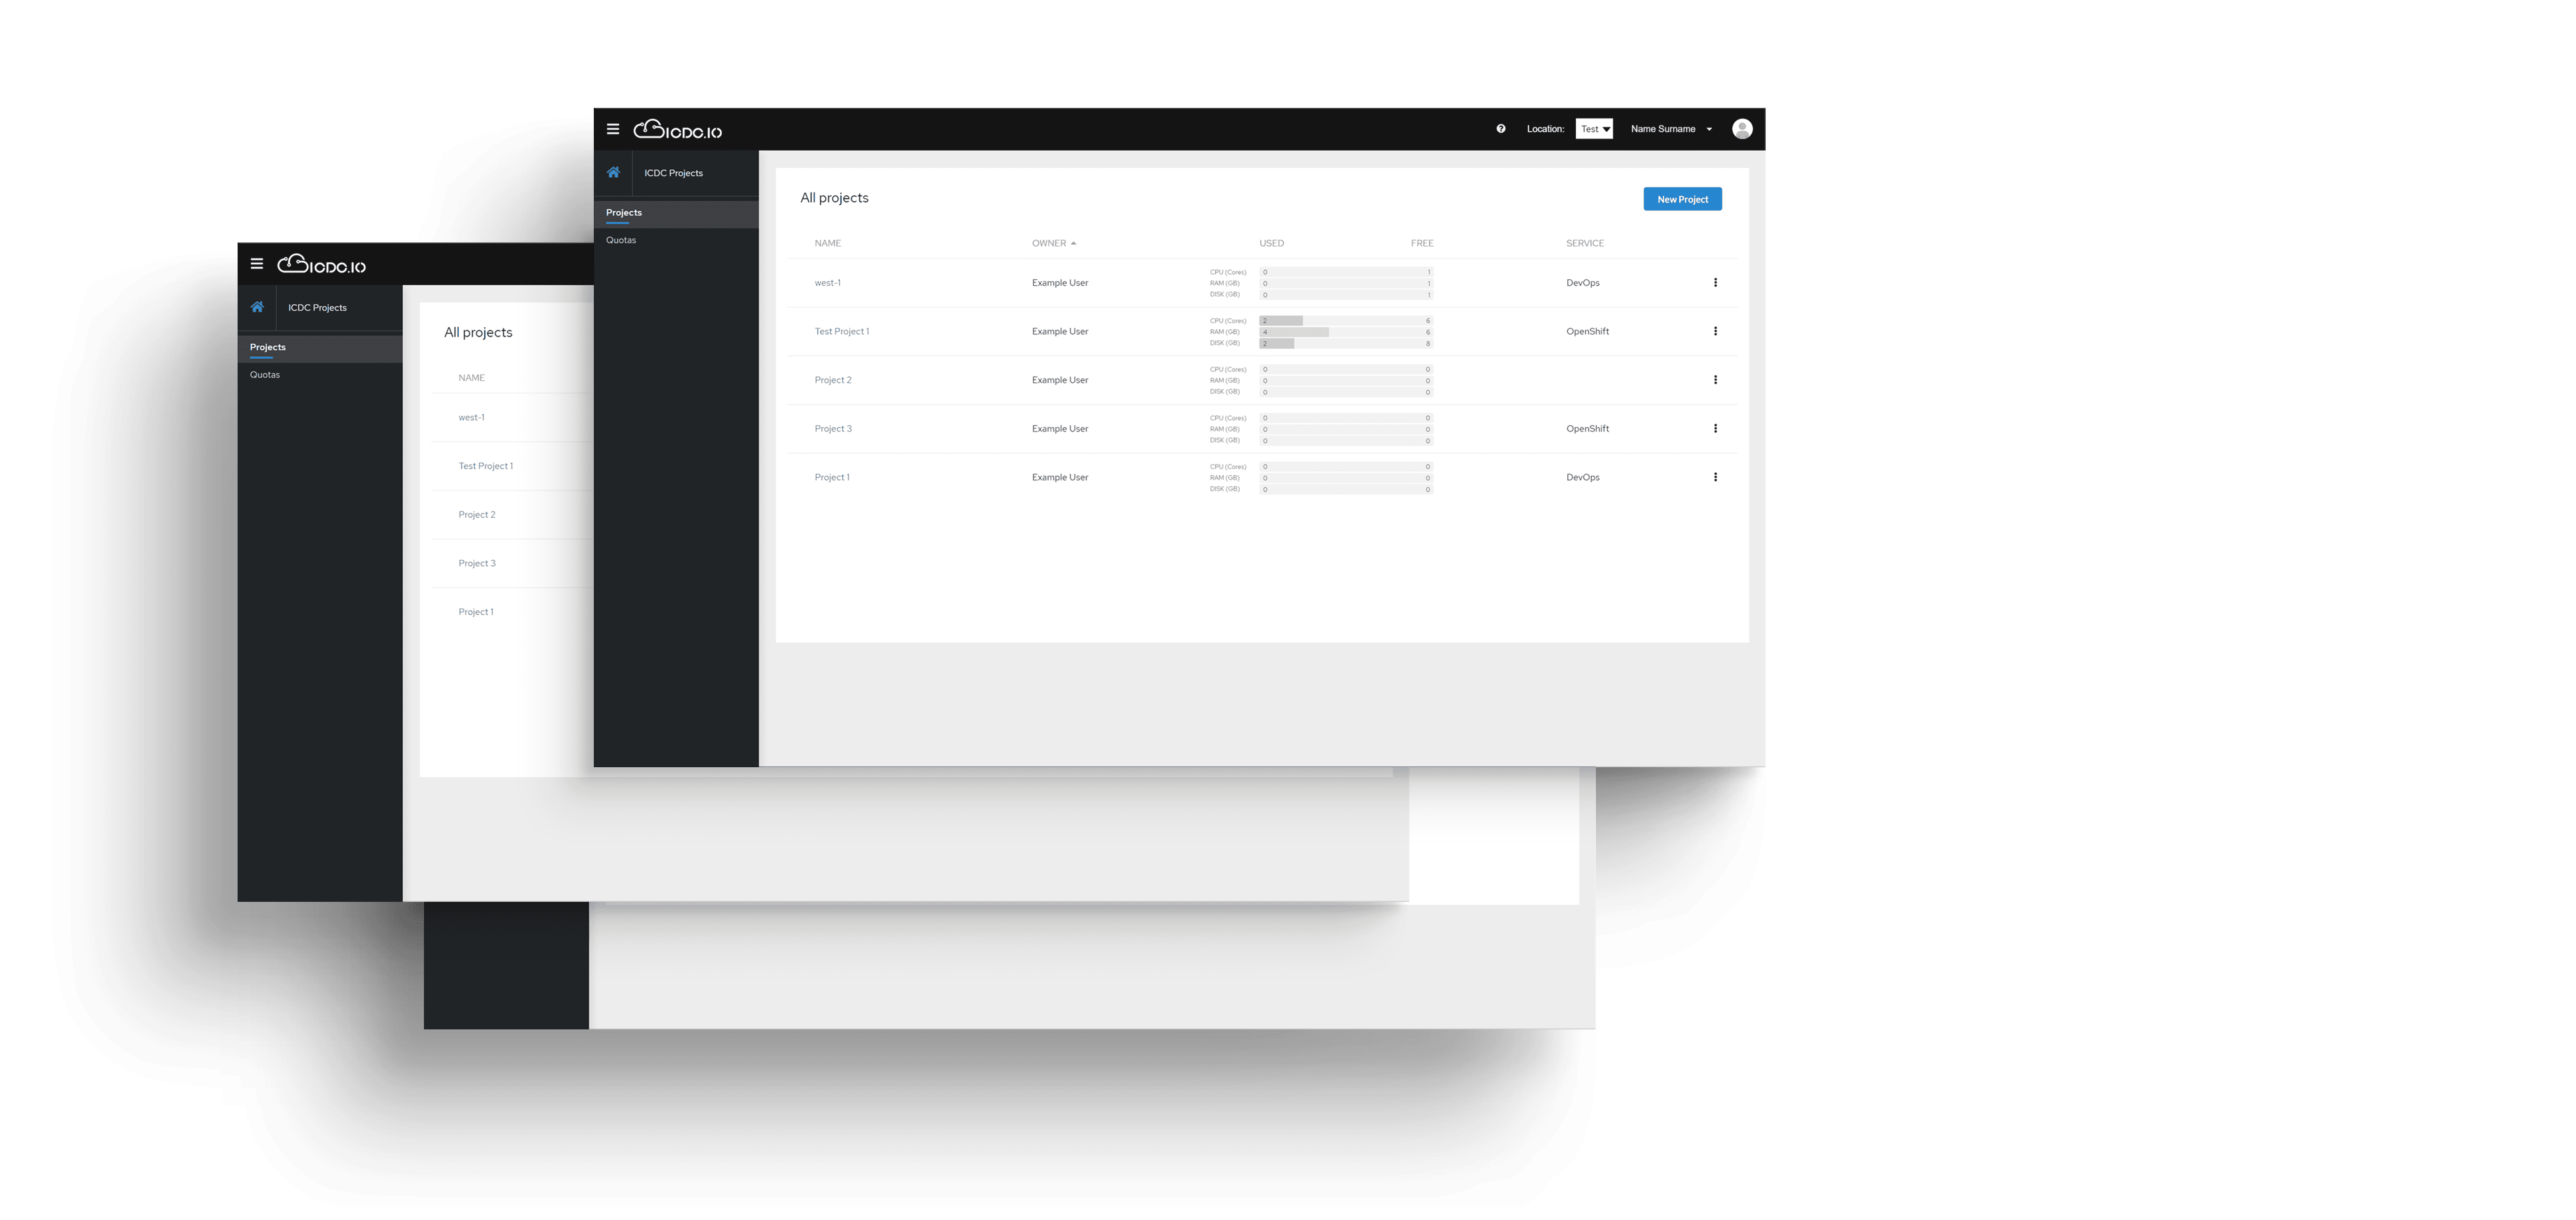 ICDC.IO Location: Test Name Surname
ICDC Projects
Projects
Quotas
All projects New Project
NAME OWNER USED FREE SERVICE
west-1 Example User DevOps
CPU (Cores) 0 1
RAM (GB) 0 1
DISK (GB) 0 1
Test Project 1 Example User OpenShift
CPU (Cores) 2 6
RAM (GB) 4 6
DISK (GB) 2 8
Project 2 Example User
CPU (Cores) 0 0
RAM (GB) 0 0
DISK (GB) 0 0
Project 3 Example User OpenShift
CPU (Cores) 0 0
RAM (GB) 0 0
DISK (GB) 0 0
Project 1 Example User DevOps
CPU (Cores) 0 0
RAM (GB) 0 0
DISK (GB) 0 0
ICDC.IO
ICDC Projects
Projects
Quotas
All projects
NAME
west-1
Test Project 1
Project 2
Project 3
Project 1